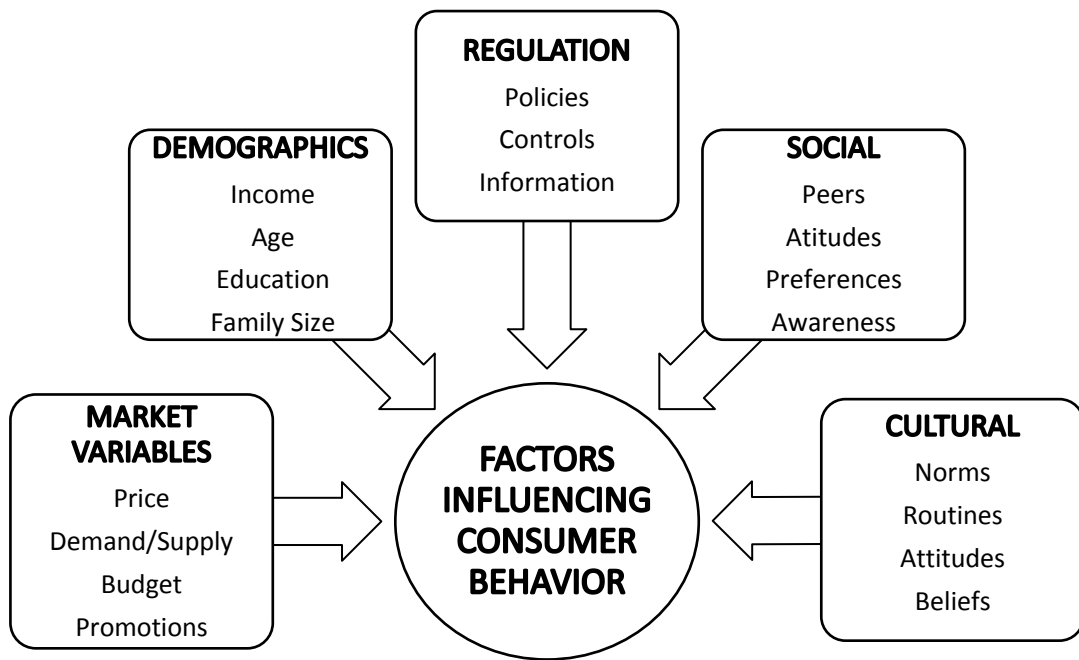 REGULATION
Policies
Controls
Information
DEMOGRAPHICS
Income
Age
Education
Family Size
SOCIAL
Peers
Atitudes
Preferences
Awareness
MARKET
VARIABLES
Price
Demand/Supply
Budget
Promotions
FACTORS
INFLUENCING
CONSUMER
BEHAVIOR
CULTURAL
Norms
Routines
Attitudes
Beliefs